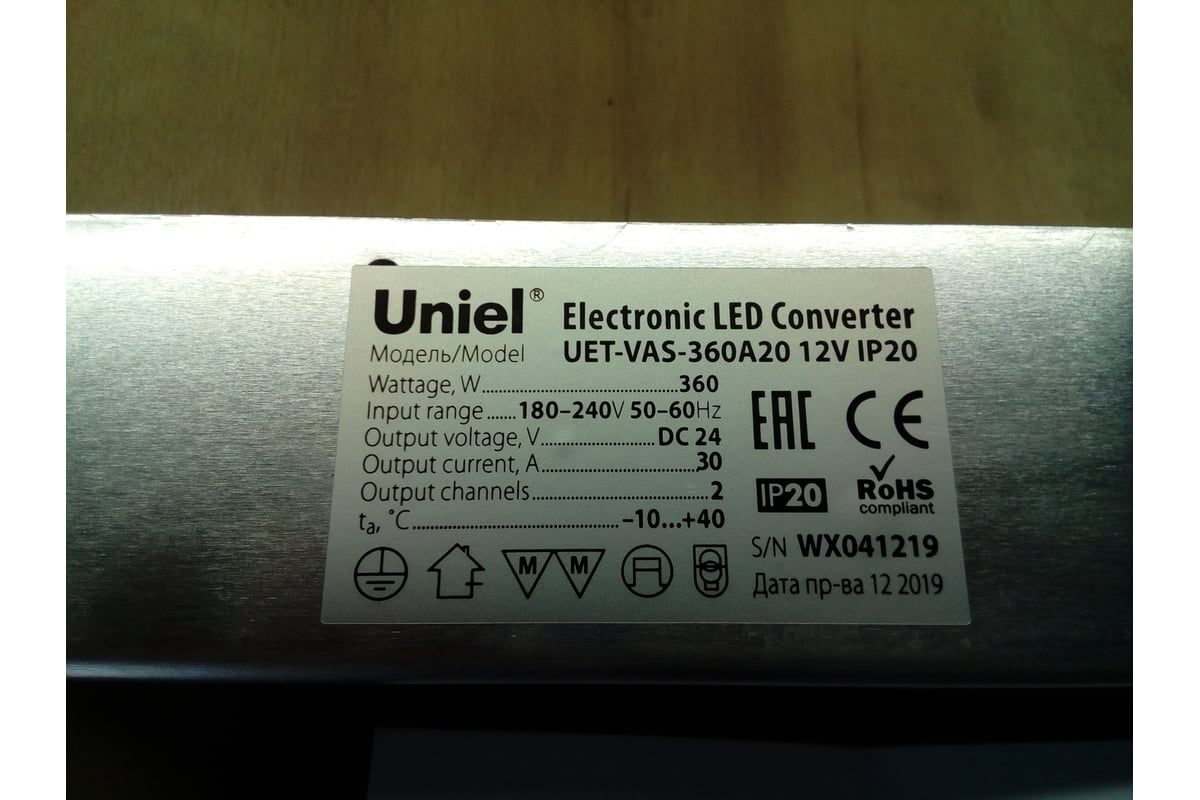 Uniel®
Electronic LED Converter
Модель/Model
UET-VAS-360A20 12V IP20
Wattage, W........................................360
Input range......180–240V 50–60Hz
Output voltage, V.......................DC 24
Output current, A................................30
Output channels....................................2
ta, °C...........................................–10...+40
M M
EAC CE
IP20
RoHS
compliant
S/N WX041219
Дата пр-ва 12 2019